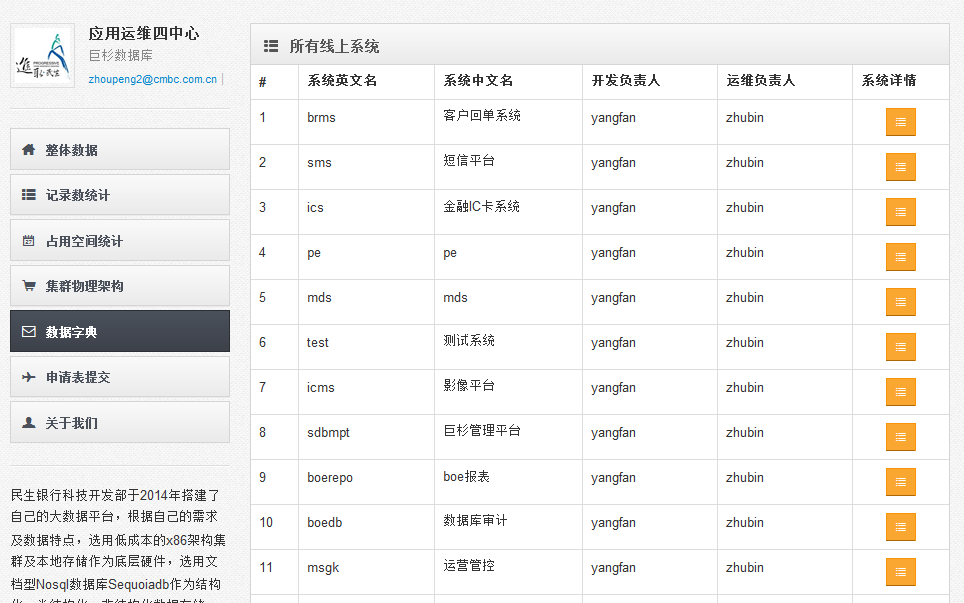 应用运维四中心
巨杉数据库
zhoupeng2@cmbc.com.cn
整体数据
记录数统计
占用空间统计
集群物理架构
数据字典
申请表提交
关于我们
民生银行科技开发部于2014年搭建了
自己的大数据平台，根据自己的需求
及数据特点，选用低成本的x86架构集
群及本地存储作为底层硬件，选用文
档型Nosql数据库Sequoiadb作为结构
所有线上系统
# 系统英文名 系统中文名 开发负责人 运维负责人 系统详情
1 brms 客户回单系统 yangfan zhubin
2 sms 短信平台 yangfan zhubin
3 ics 金融IC卡系统 yangfan zhubin
4 pe pe yangfan zhubin
5 mds mds yangfan zhubin
6 test 测试系统 yangfan zhubin
7 icms 影像平台 yangfan zhubin
8 sdbmpt 巨杉管理平台 yangfan zhubin
9 boerepo boe报表 yangfan zhubin
10 boedb 数据库审计 yangfan zhubin
11 msgk 运营管控 yangfan zhubin